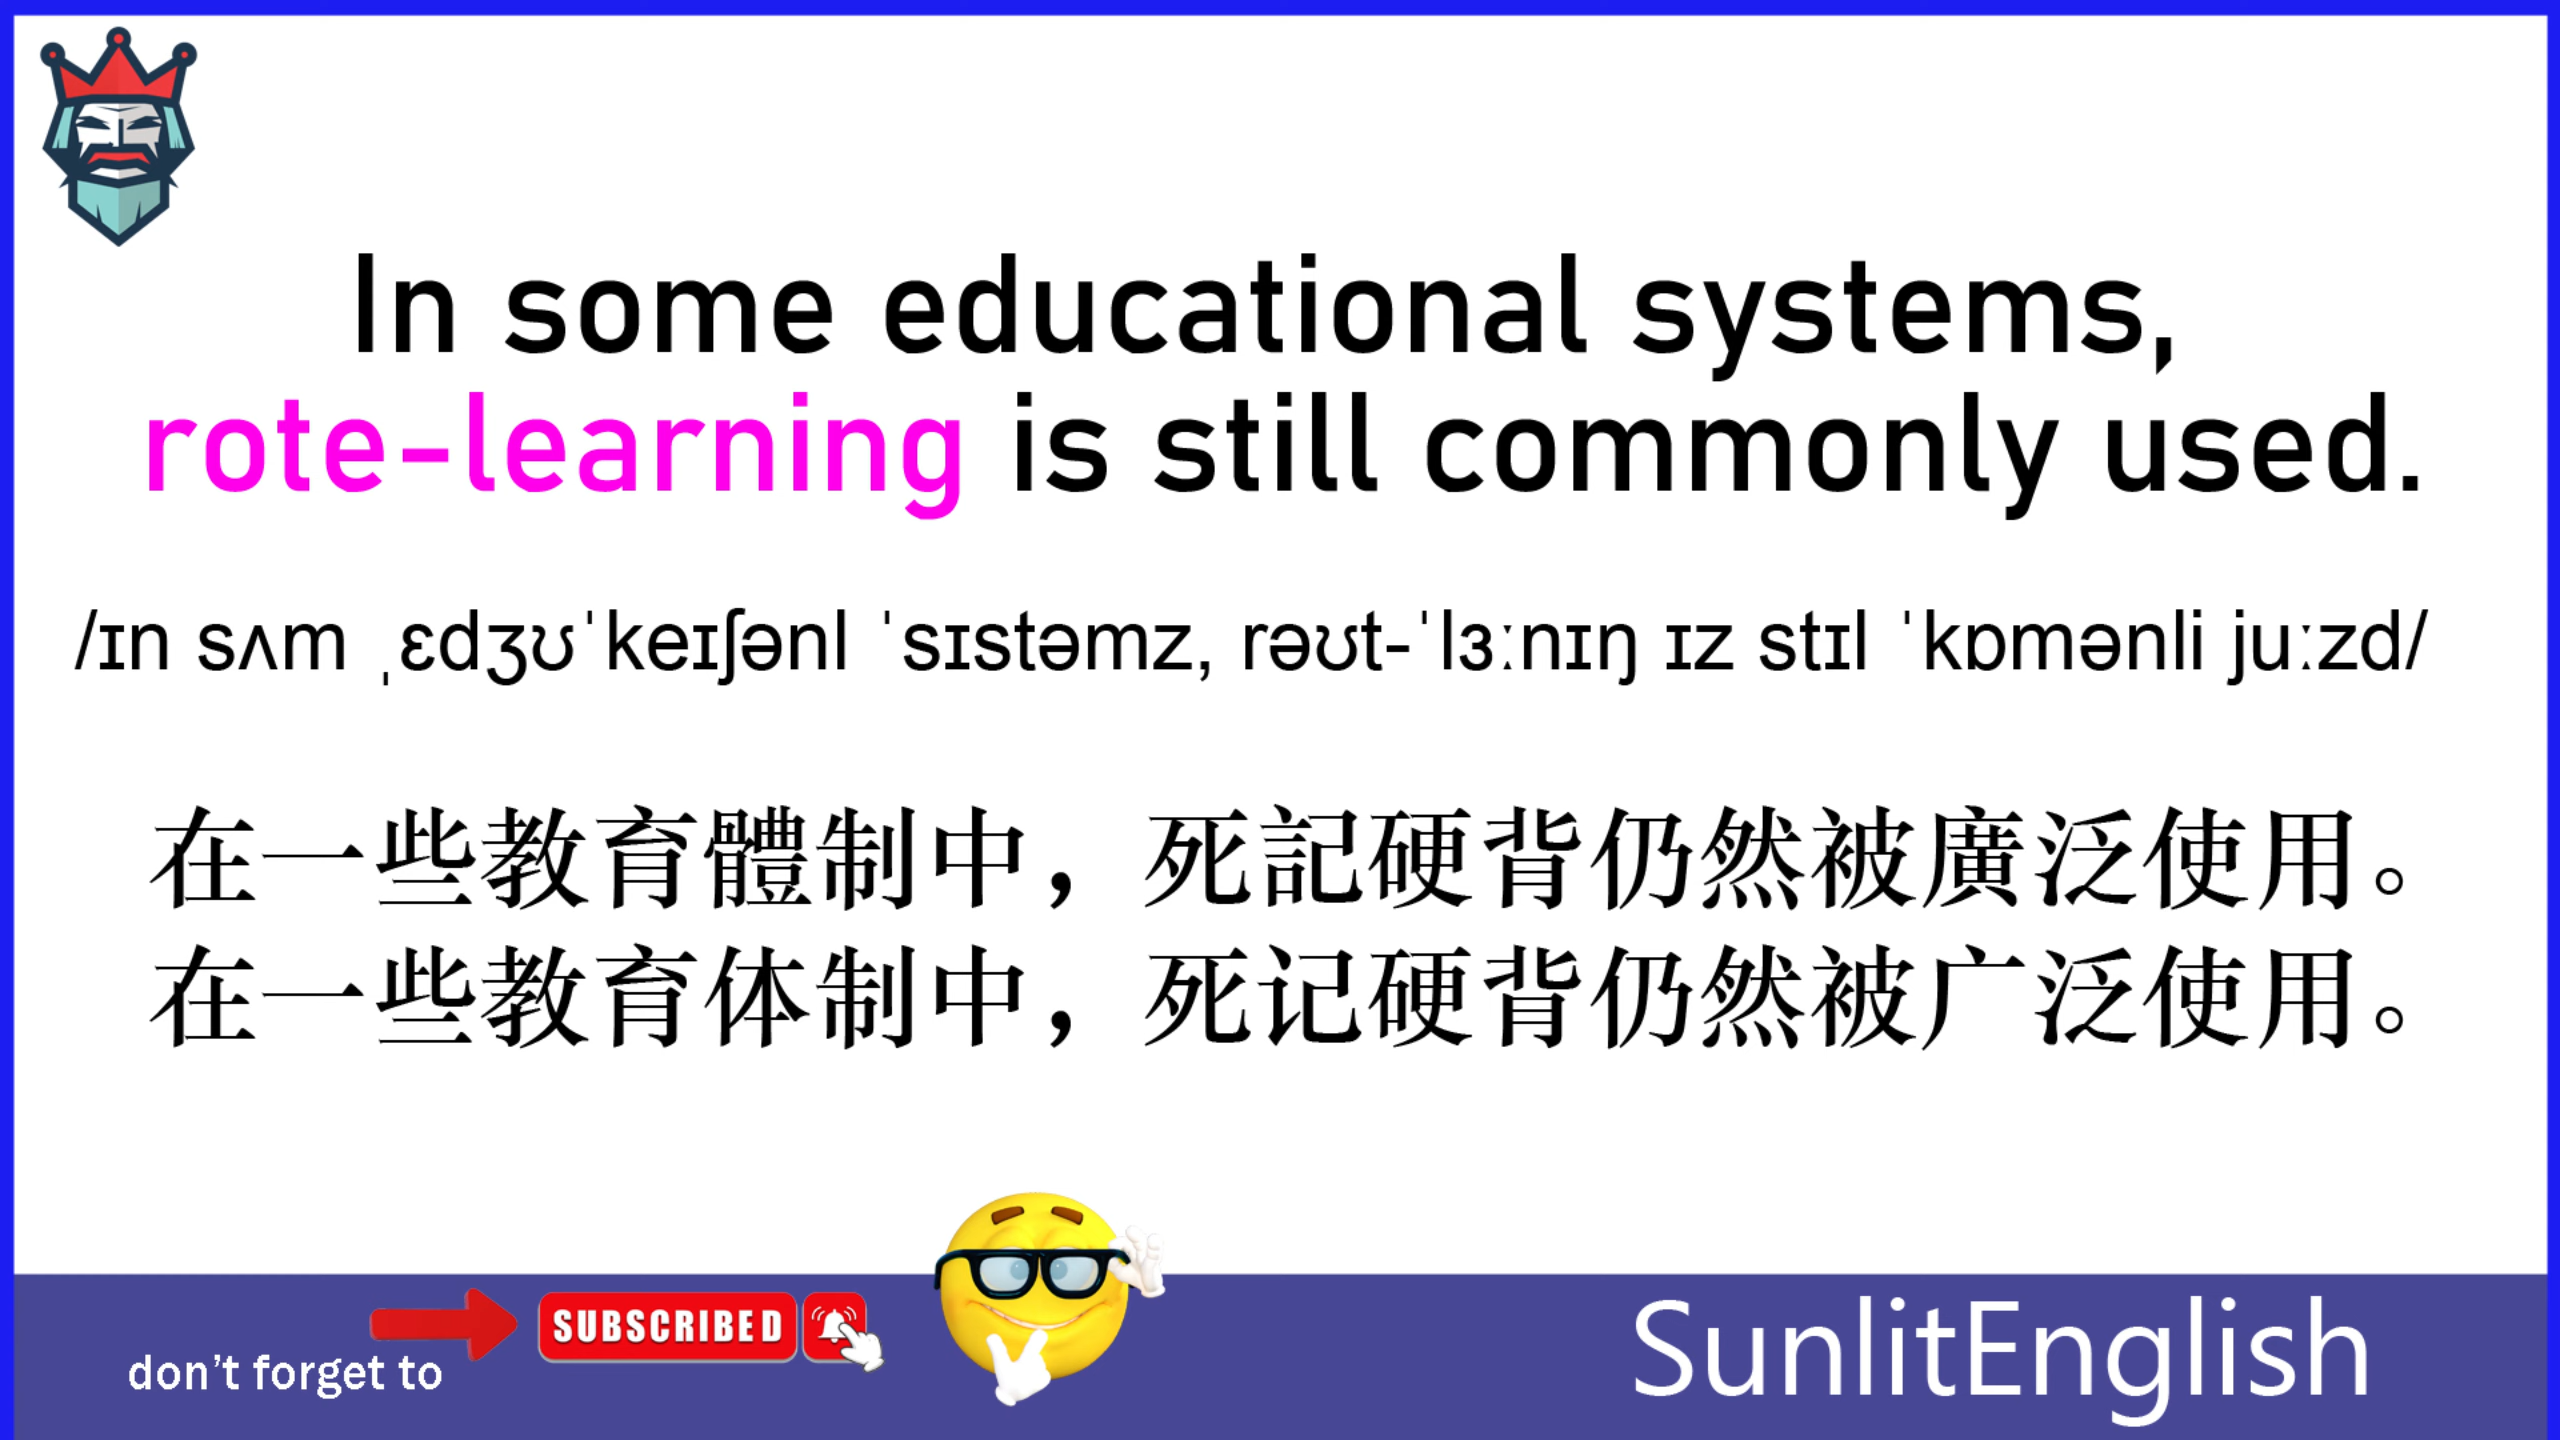 In some educational systems,
rote-learning is still commonly used.
/ɪn sʌm ˌɛdʒʊˈkeɪʃənl ˈsɪstəmz, rəʊt-ˈlɜːnɪŋ ɪz stɪl ˈkɒmənli juːzd/
在一些教育體制中，死記硬背仍然被廣泛使用。
在一些教育体制中，死记硬背仍然被广泛使用。
don't forget to
SUBSCRIBED
SunlitEnglish